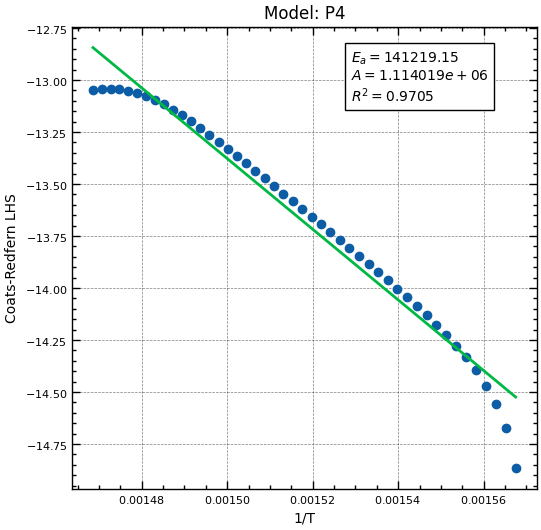 Model: P4
−12.75
−13.00
−13.25
−13.50
−13.75
−14.00
−14.25
−14.50
−14.75
Coats-Redfern LHS
Eₐ = 141219.15
A = 1.114019e + 06
R² = 0.9705
0.00148 0.00150 0.00152 0.00154 0.00156
1/T